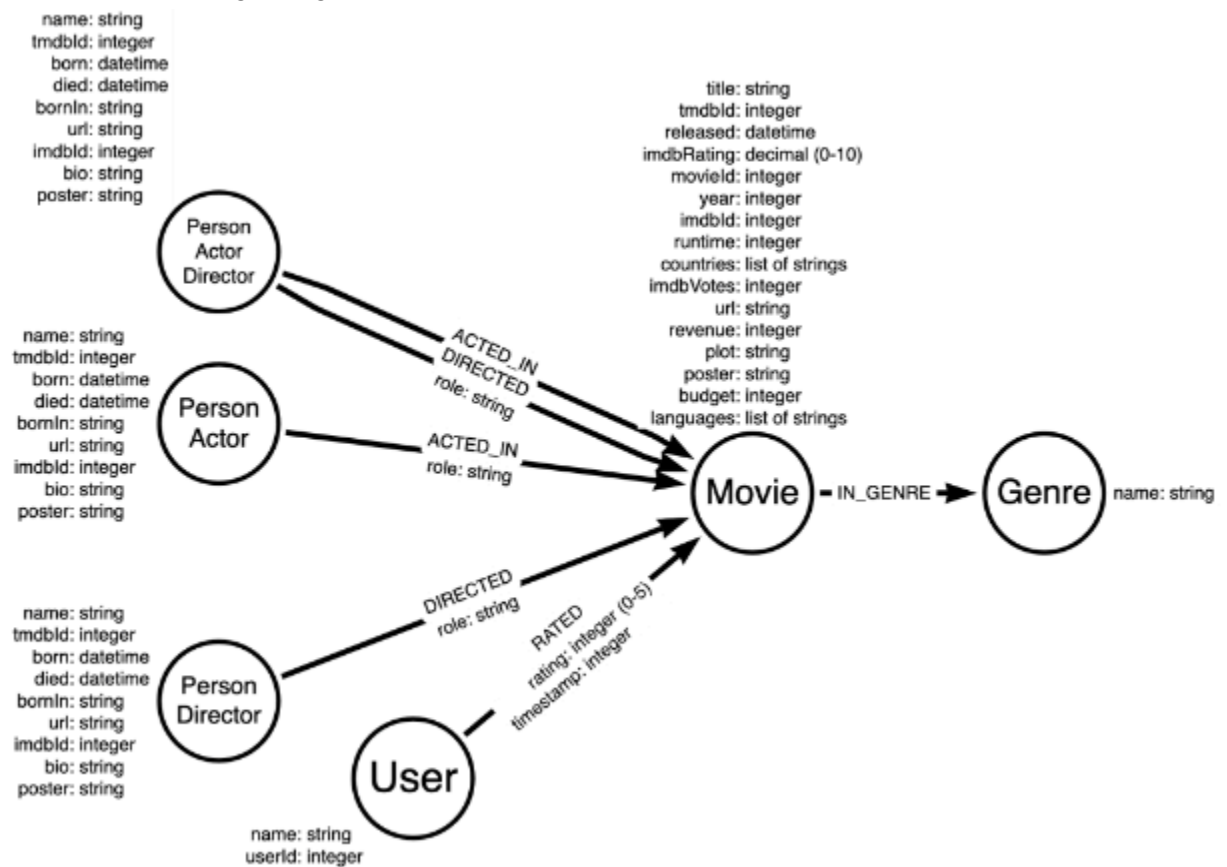 name: string
tmdbId: integer
born: datetime
died: datetime
bornIn: string
url: string
imdbId: integer
bio: string
poster: string
Person
Actor
Director
title: string
tmdbId: integer
released: datetime
imdbRating: decimal (0-10)
movieId: integer
year: integer
imdbId: integer
runtime: integer
countries: list of strings
imdbVotes: integer
url: string
revenue: integer
plot: string
poster: string
budget: integer
languages: list of strings
ACTED_IN
DIRECTED
role: string
name: string
tmdbId: integer
born: datetime
died: datetime
bornIn: string
url: string
imdbId: integer
bio: string
poster: string
Person
Actor
ACTED_IN
role: string
Movie
IN_GENRE
Genre
name: string
DIRECTED
role: string
name: string
tmdbId: integer
born: datetime
died: datetime
bornIn: string
url: string
imdbId: integer
bio: string
poster: string
Person
Director
RATED
rating: integer (0-5)
timestamp: integer
User
name: string
userId: integer